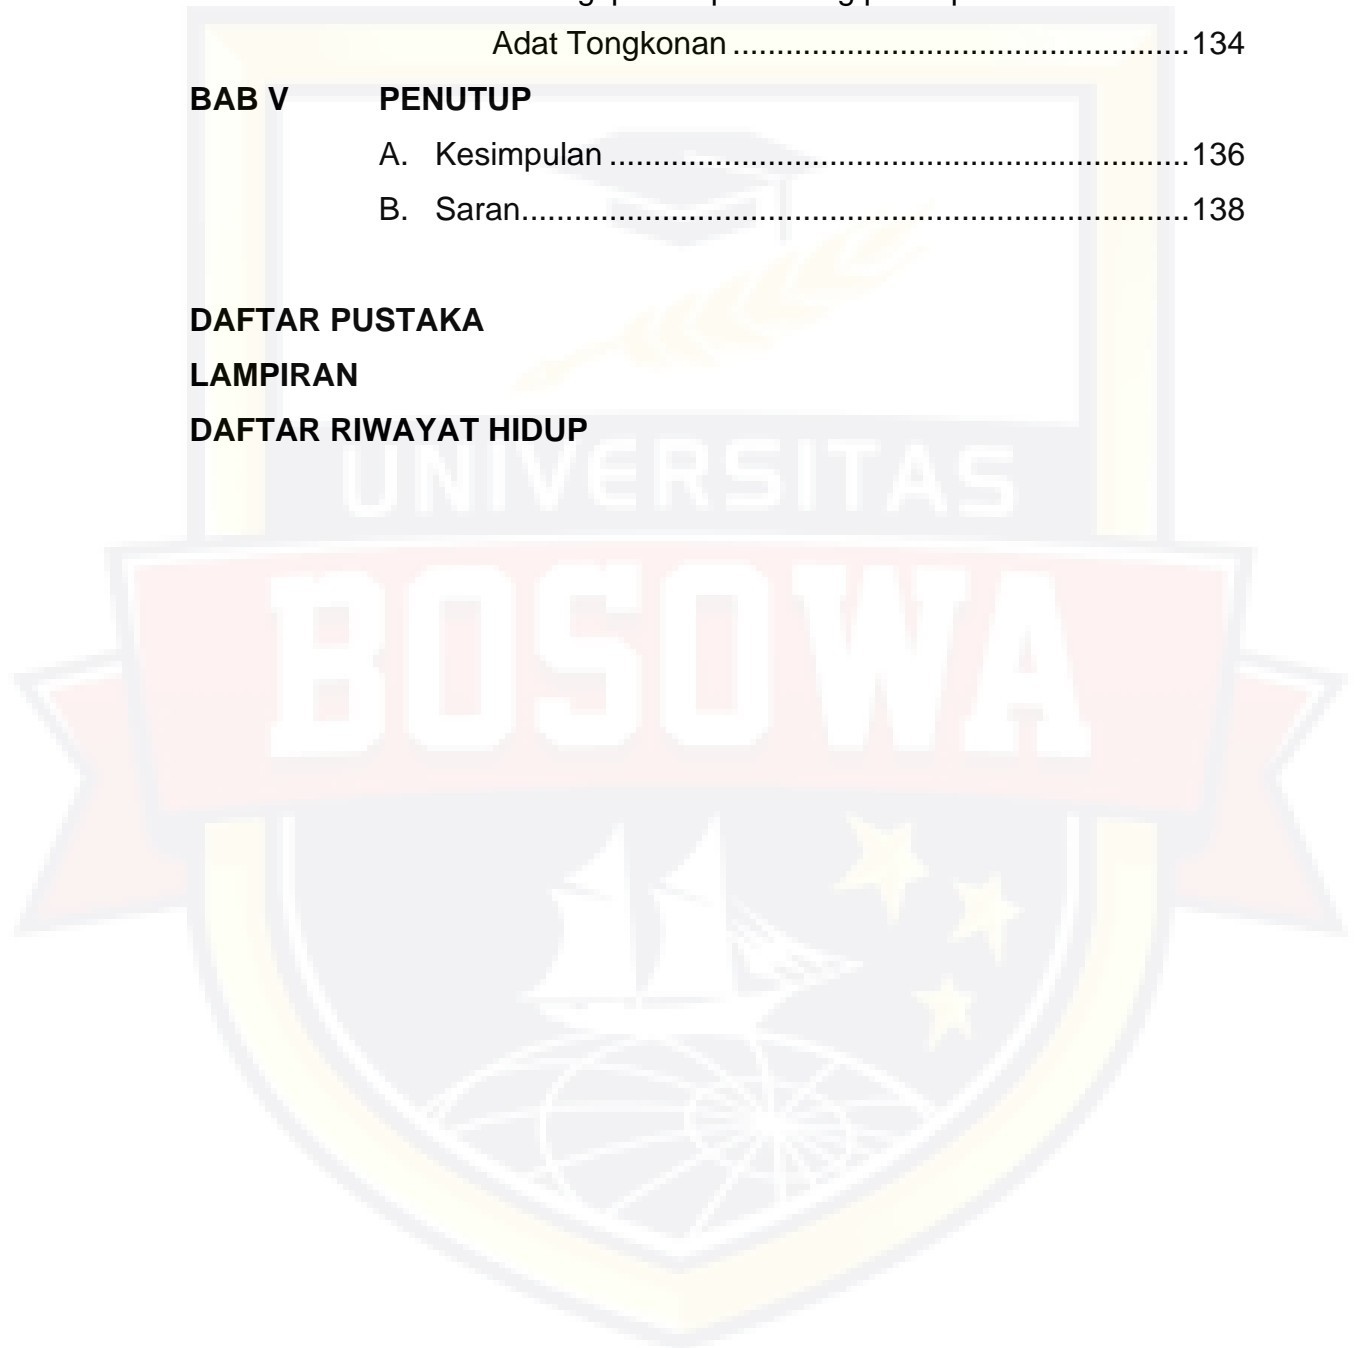 Adat Tongkonan ....................................................134
BAB V PENUTUP
A. Kesimpulan ..................................................................136
B. Saran............................................................................138
DAFTAR PUSTAKA
LAMPIRAN
DAFTAR RIWAYAT HIDUP
UNIVERSITAS
BOSOWA